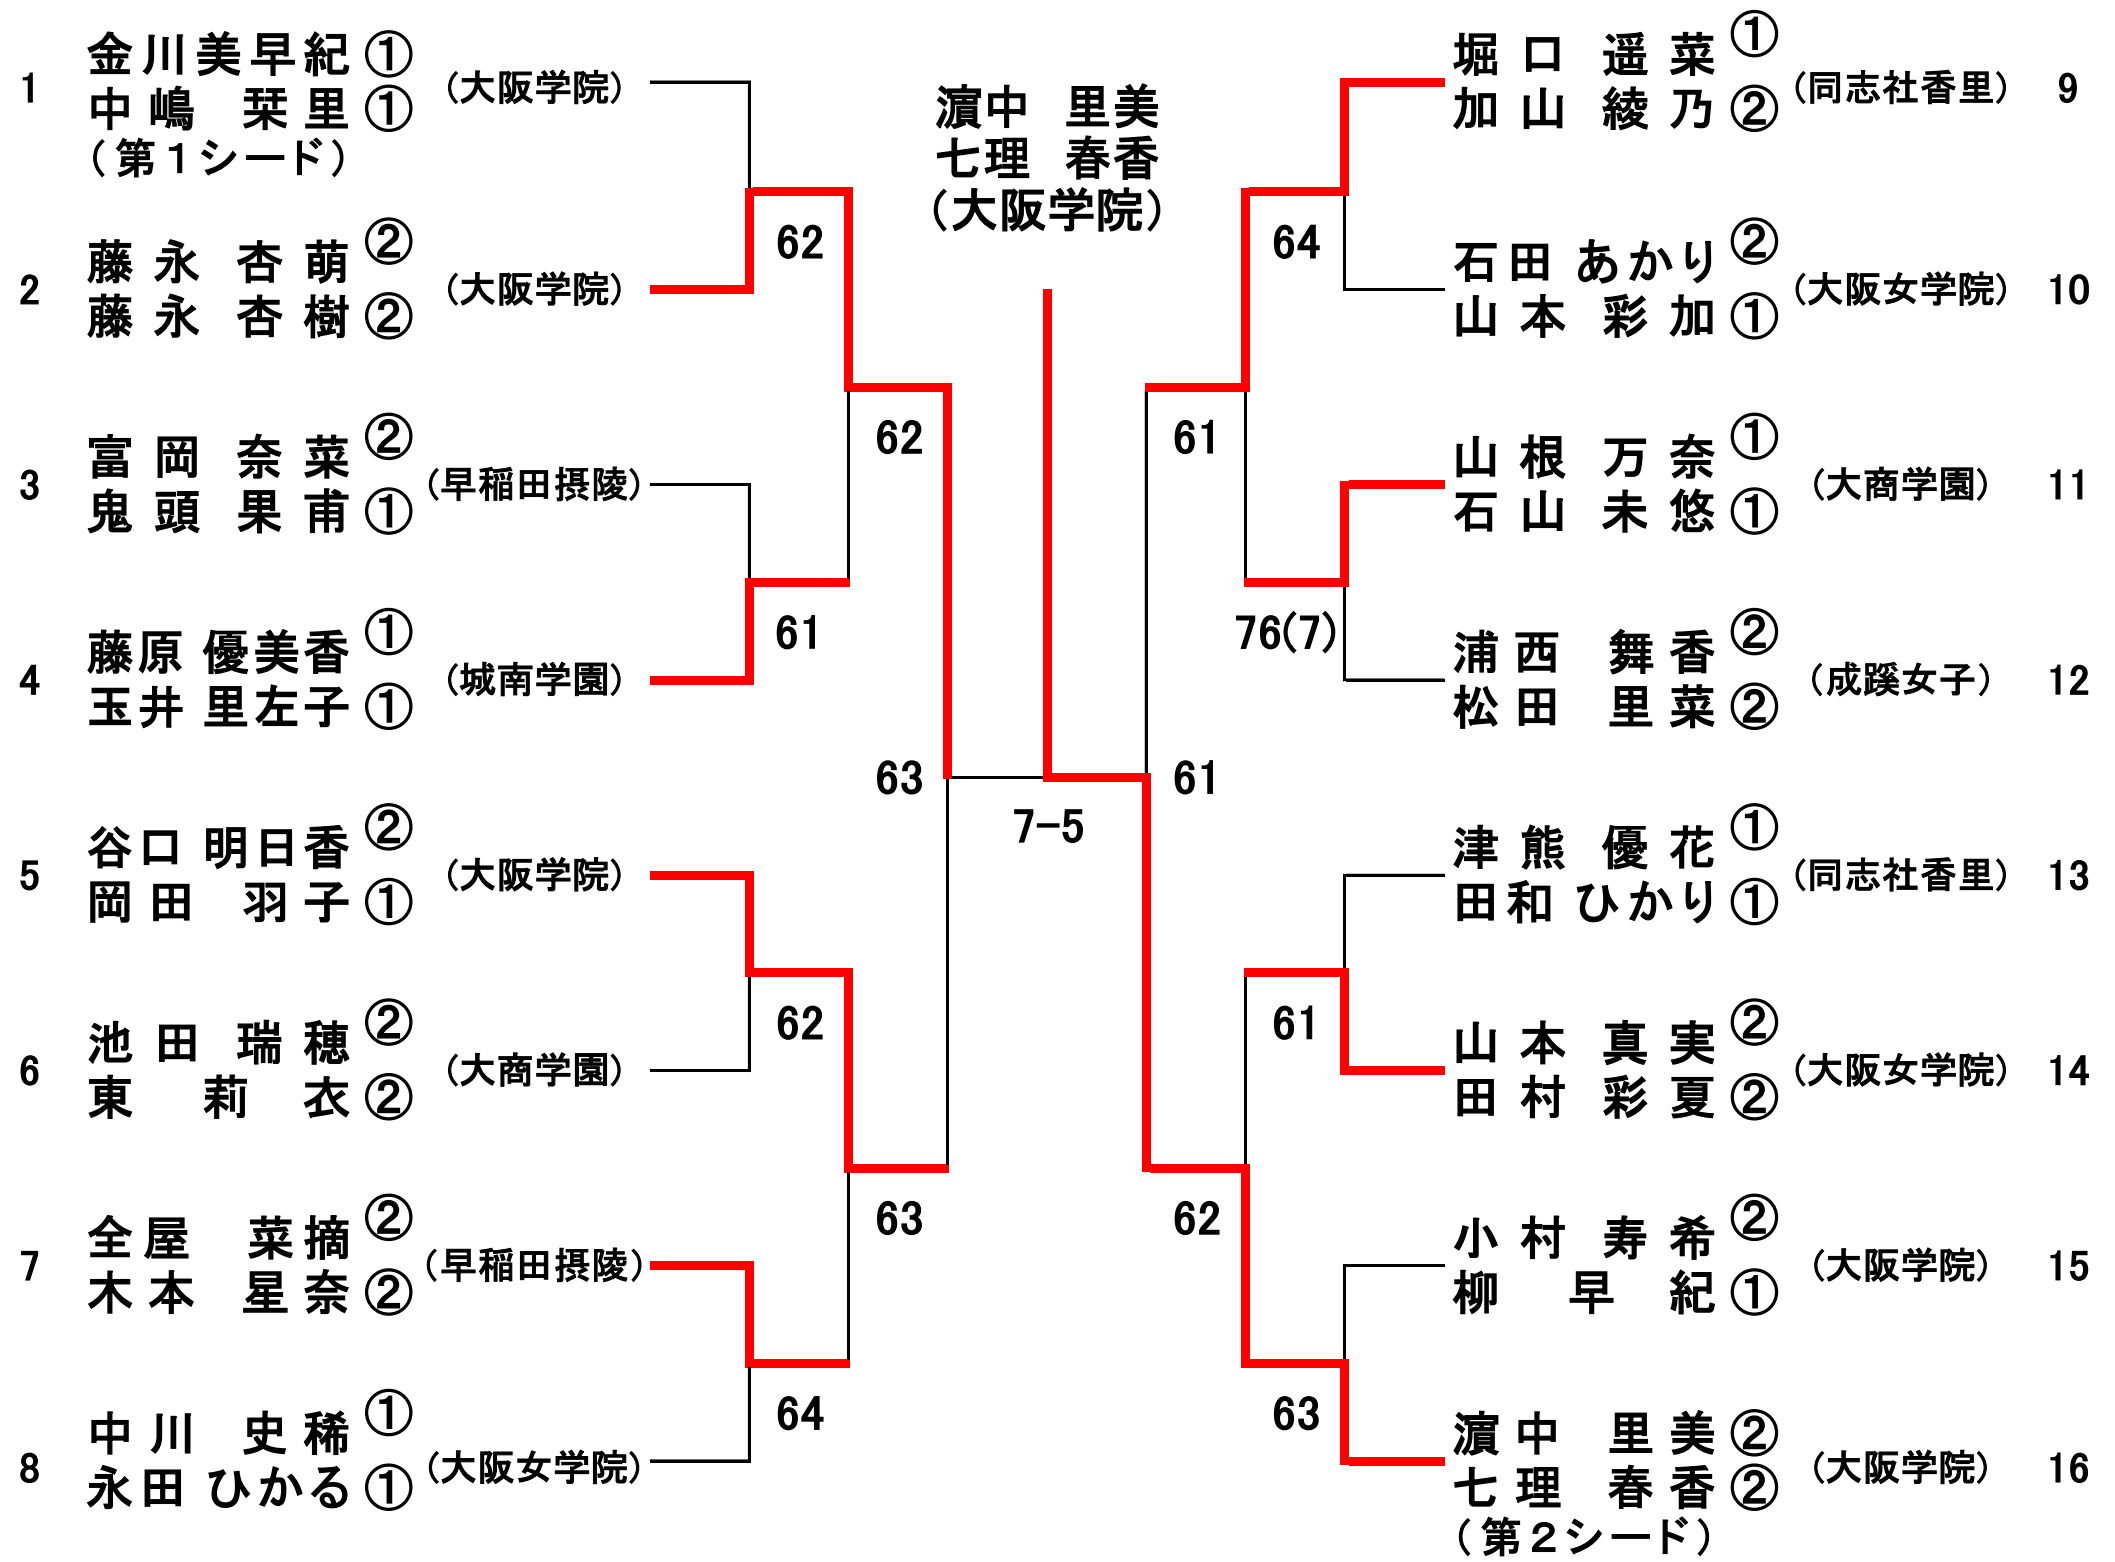 1
金川美早紀 ①
中嶋 栞里 ①
(大阪学院)
(第1シード)
2
藤永 杏萌 ②
藤永 杏樹 ②
(大阪学院)
3
富岡 奈菜 ②
鬼頭 果甫 ①
(早稲田摂陵)
4
藤原 優美香 ①
玉井 里左子 ①
(城南学園)
5
谷口 明日香 ②
岡田 羽子 ①
(大阪学院)
6
池田 瑞穂 ②
東 莉衣 ②
(大商学園)
7
全屋 菜摘 ②
木本 星奈 ②
(早稲田摂陵)
8
中川 史稀 ①
永田 ひかる ①
(大阪女学院)
62
61
62
64
62
63
63
濵中 里美
七理 春香
(大阪学院)
7-5
61
61
62
64
76(7)
61
63
堀口 遥菜 ①
加山 綾乃 ②
(同志社香里)
9
石田 あかり ②
山本 彩加 ①
(大阪女学院)
10
山根 万奈 ①
石山 未悠 ①
(大商学園)
11
浦西 舞香 ②
松田 里菜 ②
(成蹊女子)
12
津熊 優花 ①
田和 ひかり ①
(同志社香里)
13
山本 真実 ②
田村 彩夏 ②
(大阪女学院)
14
小村 寿希 ②
柳 早紀 ①
(大阪学院)
15
濵中 里美 ②
七理 春香 ②
(大阪学院)
16
(第2シード)